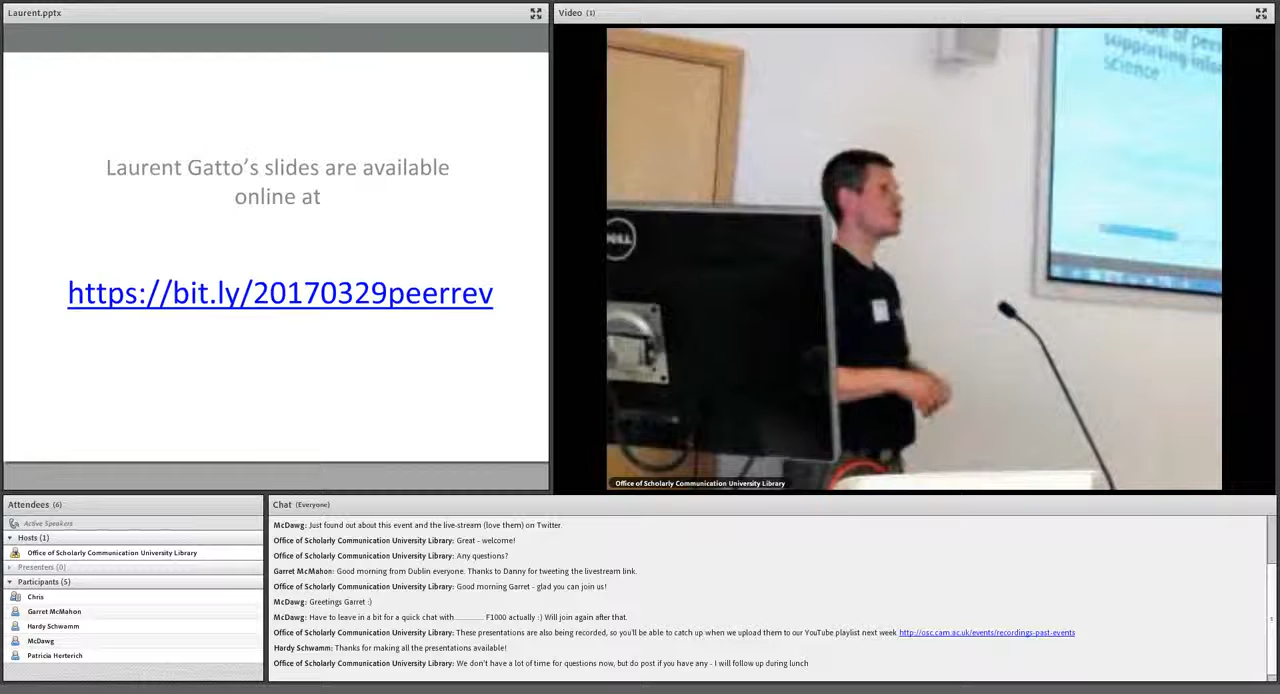 Laurent.pptx
Laurent Gatto's slides are available
online at
https://bit.ly/20170329peerrev
Video (1)
supporting
science
DELL
Office of Scholarly Communication University Library
Attendees (6)
Active Speakers
Hosts (1)
Office of Scholarly Communication University Library
Presenters (0)
Participants (5)
Chris
Garret McMahon
Hardy Schwamm
McDawg
Patricia Herterich
Chat (Everyone)
McDawg: Just found out about this event and the live-stream (love them) on Twitter.
Office of Scholarly Communication University Library: Great - welcome!
Office of Scholarly Communication University Library: Any questions?
Garret McMahon: Good morning from Dublin everyone. Thanks to Danny for tweeting the livestream link.
Office of Scholarly Communication University Library: Good morning Garret - glad you can join us!
McDawg: Greetings Garret :)
McDawg: Have to leave in a bit for a quick chat with ............. F1000 actually :) Will join again after that.
Office of Scholarly Communication University Library: These presentations are also being recorded, so you'll be able to catch up when we upload them to our YouTube playlist next week http://osc.cam.ac.uk/events/recordings-past-events
Hardy Schwamm: Thanks for making all the presentations available!
Office of Scholarly Communication University Library: We don't have a lot of time for questions now, but do post if you have any - I will follow up during lunch